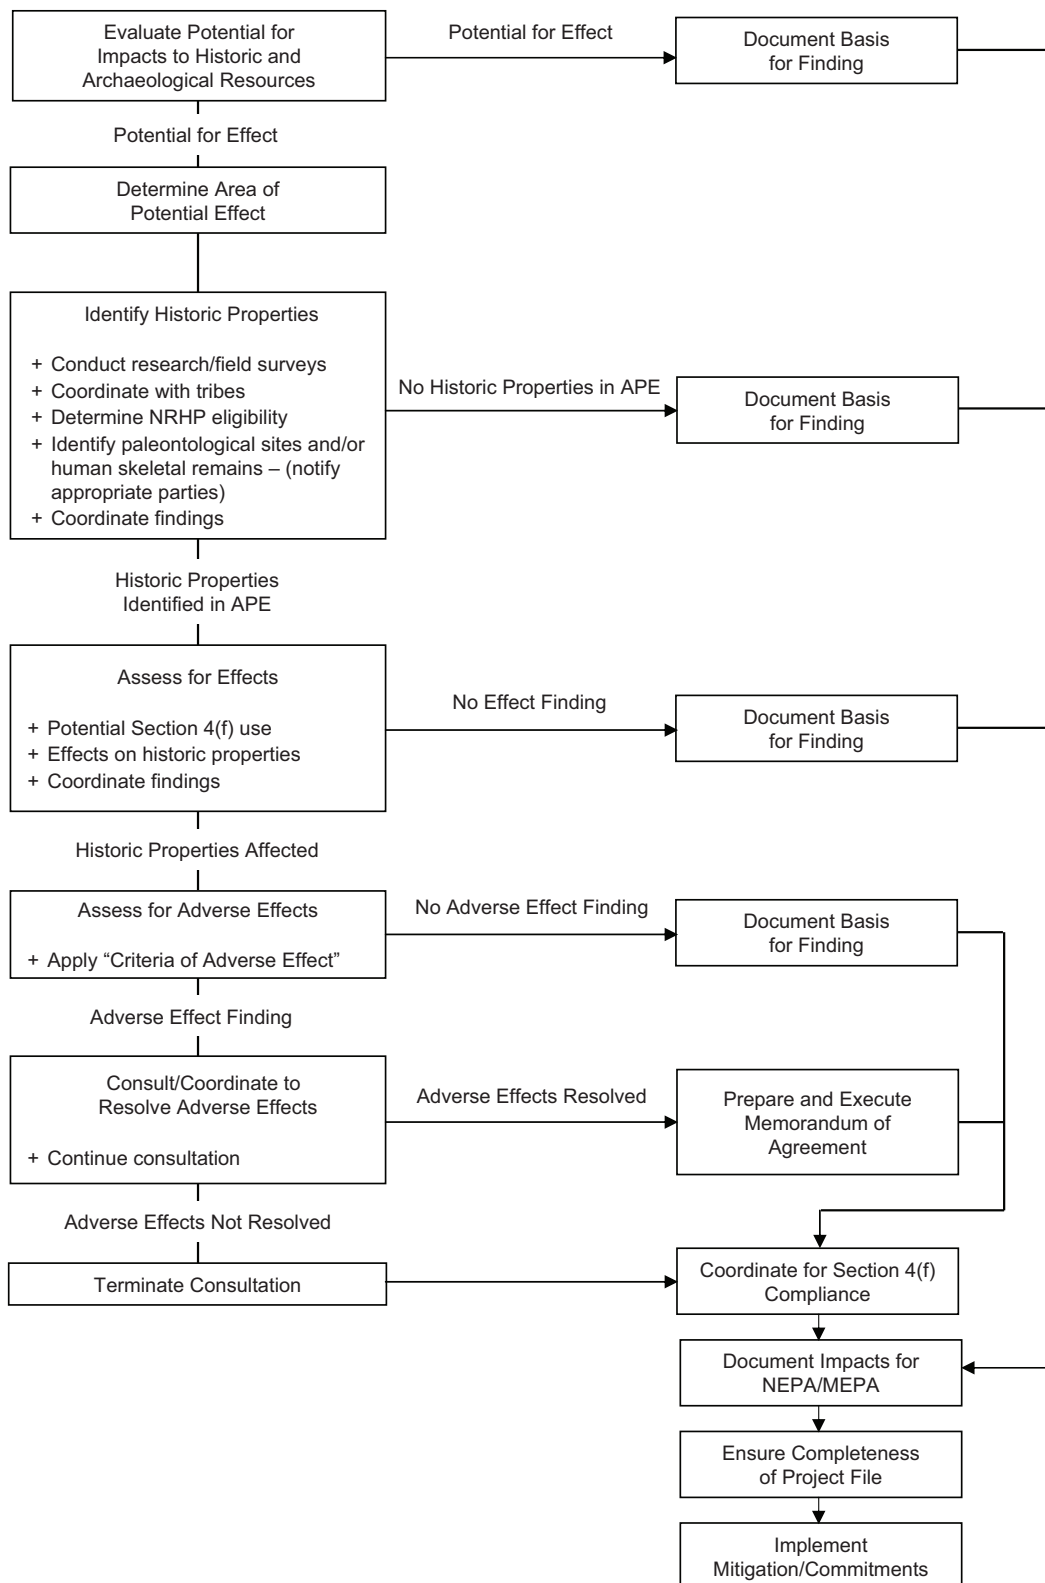 Evaluate Potential for
Impacts to Historic and
Archaeological Resources
Potential for Effect
Document Basis
for Finding
Potential for Effect
Determine Area of
Potential Effect
Identify Historic Properties
+ Conduct research/field surveys
+ Coordinate with tribes
+ Determine NRHP eligibility
+ Identify paleontological sites and/or
human skeletal remains – (notify
appropriate parties)
+ Coordinate findings
No Historic Properties in APE
Document Basis
for Finding
Historic Properties
Identified in APE
Assess for Effects
+ Potential Section 4(f) use
+ Effects on historic properties
+ Coordinate findings
No Effect Finding
Document Basis
for Finding
Historic Properties Affected
Assess for Adverse Effects
+ Apply “Criteria of Adverse Effect”
No Adverse Effect Finding
Document Basis
for Finding
Adverse Effect Finding
Consult/Coordinate to
Resolve Adverse Effects
+ Continue consultation
Adverse Effects Resolved
Prepare and Execute
Memorandum of
Agreement
Adverse Effects Not Resolved
Terminate Consultation
Coordinate for Section 4(f)
Compliance
Document Impacts for
NEPA/MEPA
Ensure Completeness
of Project File
Implement
Mitigation/Commitments